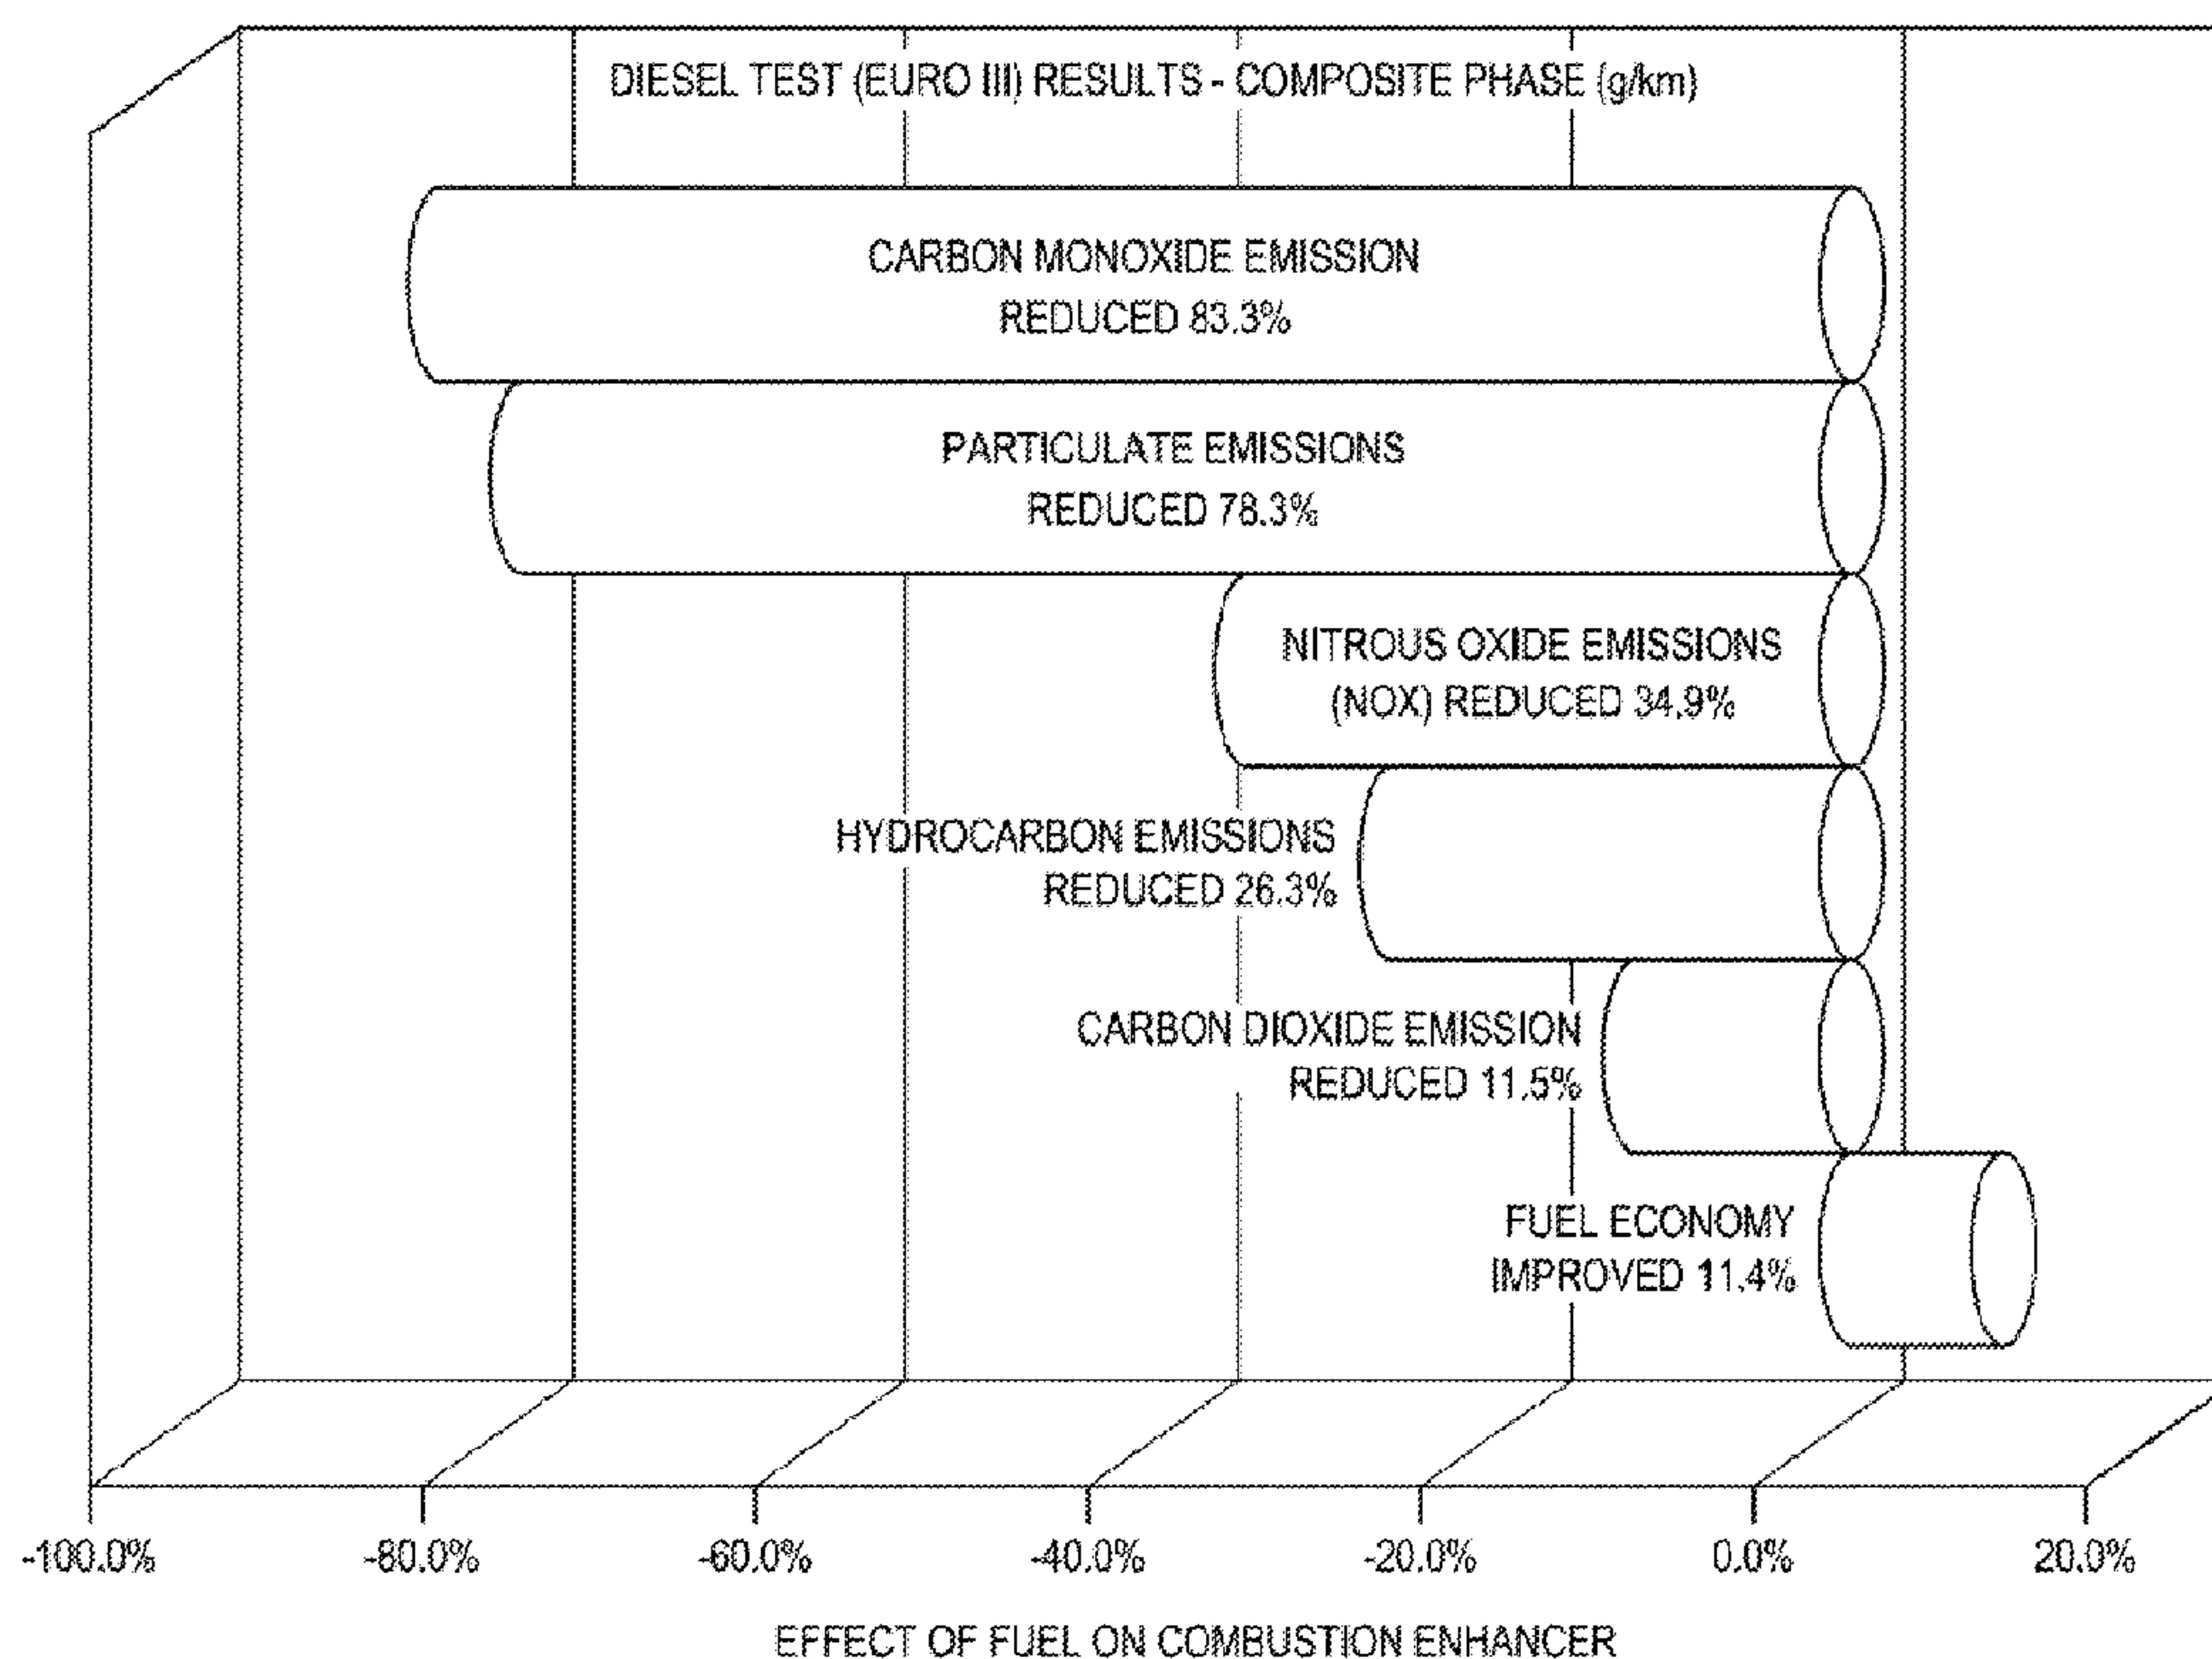 DIESEL TEST (EURO III) RESULTS - COMPOSITE PHASE (g/km)
CARBON MONOXIDE EMISSION
REDUCED 83.3%
PARTICULATE EMISSIONS
REDUCED 78.3%
NITROUS OXIDE EMISSIONS
(NOX) REDUCED 34.9%
HYDROCARBON EMISSIONS
REDUCED 26.3%
CARBON DIOXIDE EMISSION
REDUCED 11.5%
FUEL ECONOMY
IMPROVED 11.4%
-100.0% -80.0% -60.0% -40.0% -20.0% 0.0% 20.0%
EFFECT OF FUEL ON COMBUSTION ENHANCER